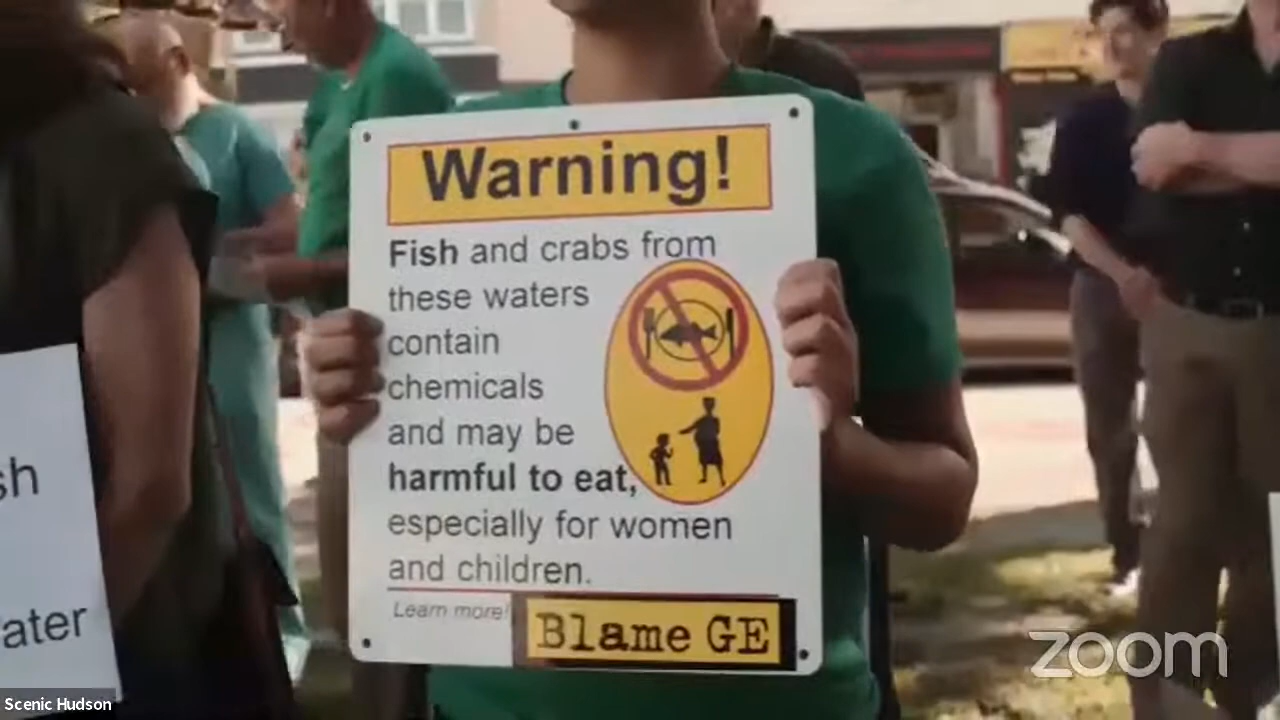 Warning!
Fish and crabs from
these waters
contain
chemicals
and may be
harmful to eat,
especially for women
and children.
Learn more!
Blame GE
sh
ater
zoom
Scenic Hudson